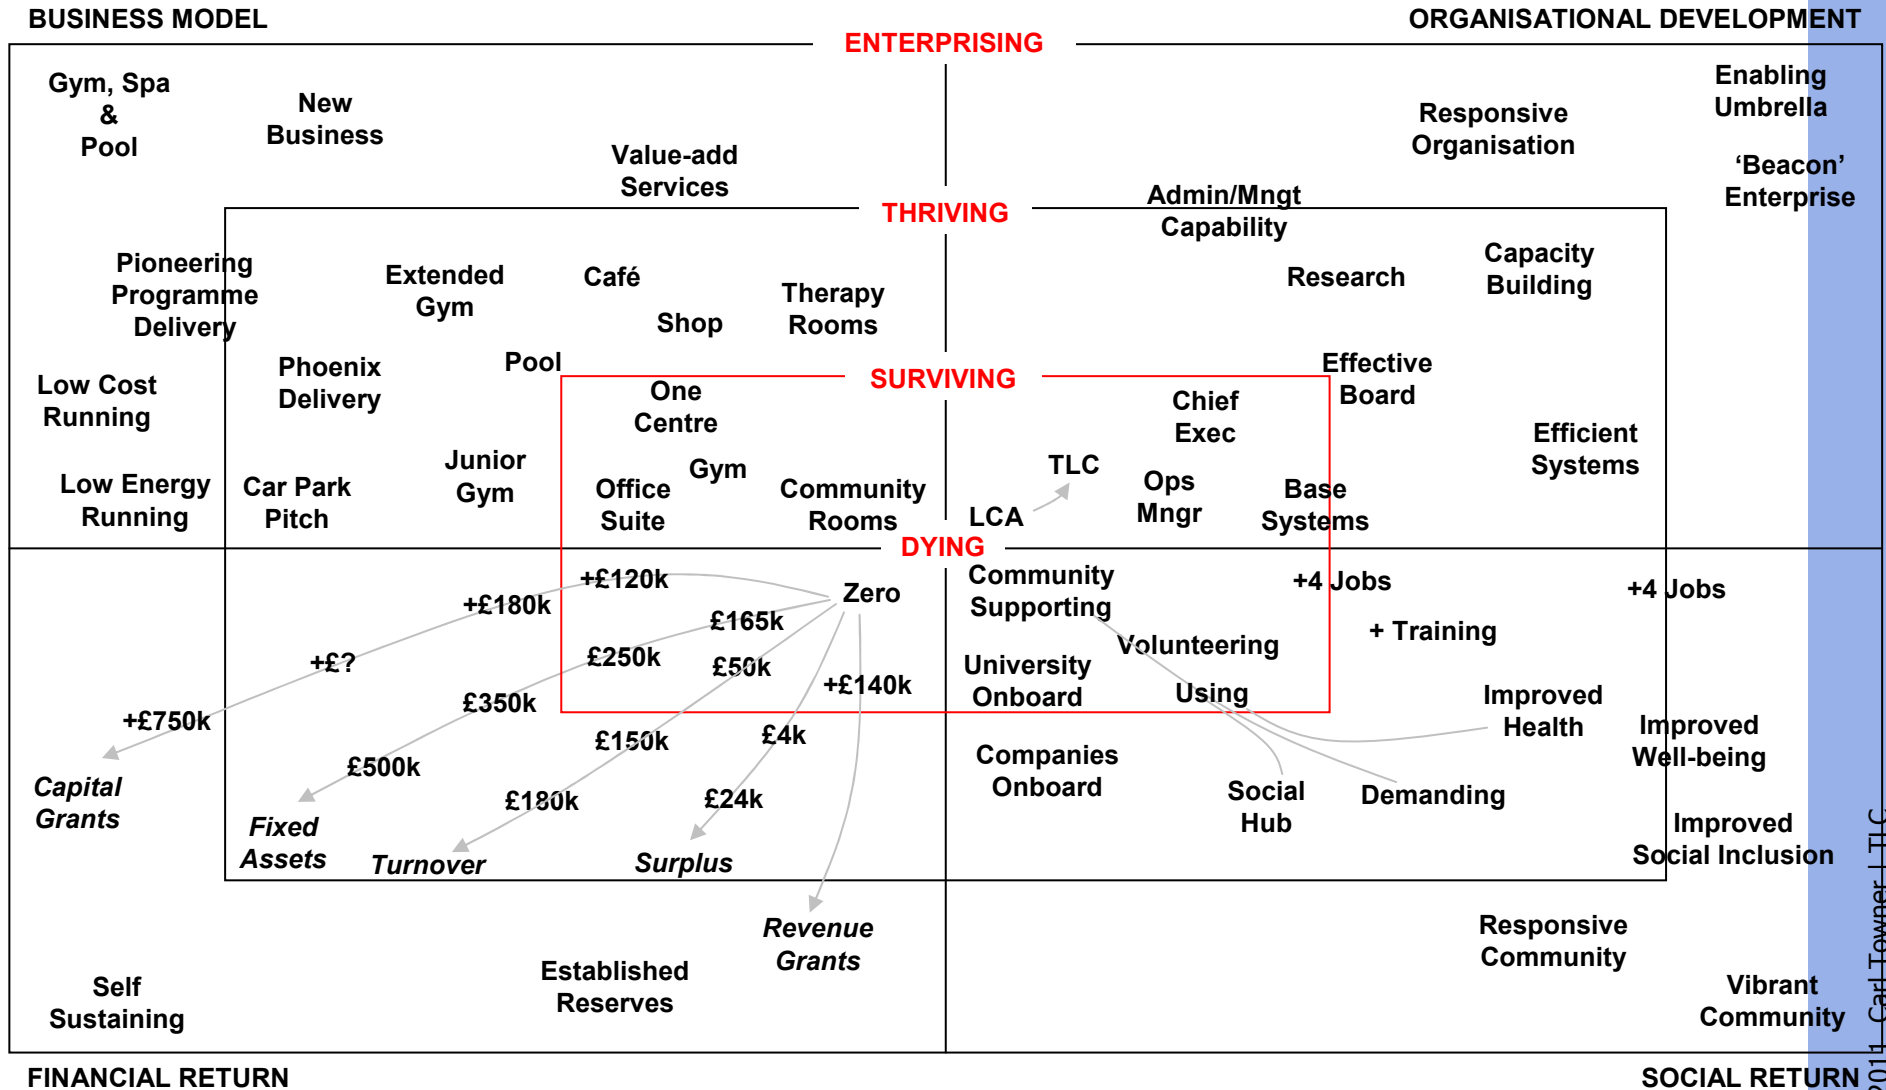 BUSINESS MODEL
ORGANISATIONAL DEVELOPMENT
ENTERPRISING
Gym, Spa
&
Pool
New
Business
Value-add
Services
Responsive
Organisation
Enabling
Umbrella
‘Beacon’
Enterprise
THRIVING
Admin/Mngt
Capability
Pioneering
Programme
Delivery
Extended
Gym
Café
Shop
Therapy
Rooms
Research
Capacity
Building
Low Cost
Running
Phoenix
Delivery
Pool
SURVIVING
One
Centre
Chief
Exec
Effective
Board
Efficient
Systems
Low Energy
Running
Car Park
Pitch
Junior
Gym
Office
Suite
Gym
Community
Rooms
LCA
TLC
Ops
Mngr
Base
Systems
DYING
+£120k
+£180k
+£?
+£750k
Capital
Grants
Zero
£165k
£250k
£350k
£500k
Fixed
Assets
£50k
£150k
£180k
Turnover
£4k
£24k
Surplus
+£140k
Revenue
Grants
Community
Supporting
+4 Jobs
+4 Jobs
+ Training
Volunteering
University
Onboard
Using
Improved
Health
Improved
Well-being
Companies
Onboard
Social
Hub
Demanding
Improved
Social Inclusion
Self
Sustaining
Established
Reserves
Responsive
Community
Vibrant
Community
FINANCIAL RETURN
SOCIAL RETURN
2011 Carl Towner | TLC